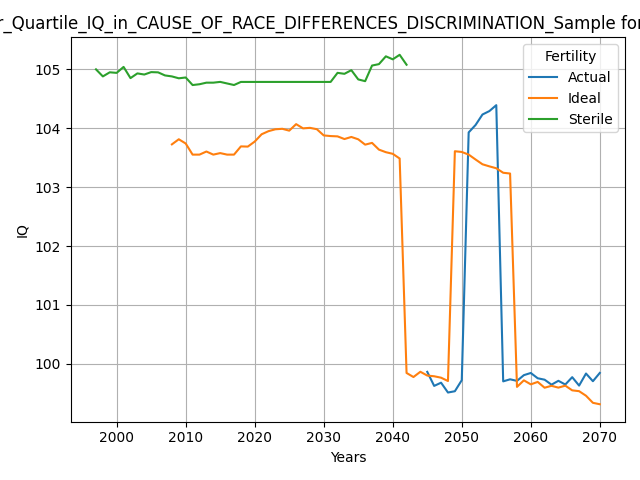 r_Quartile_IQ_in_CAUSE_OF_RACE_DIFFERENCES_DISCRIMINATION_Sample for
Fertility
Actual
Ideal
Sterile
IQ
105
104
103
102
101
100
2000 2010 2020 2030 2040 2050 2060 2070
Years